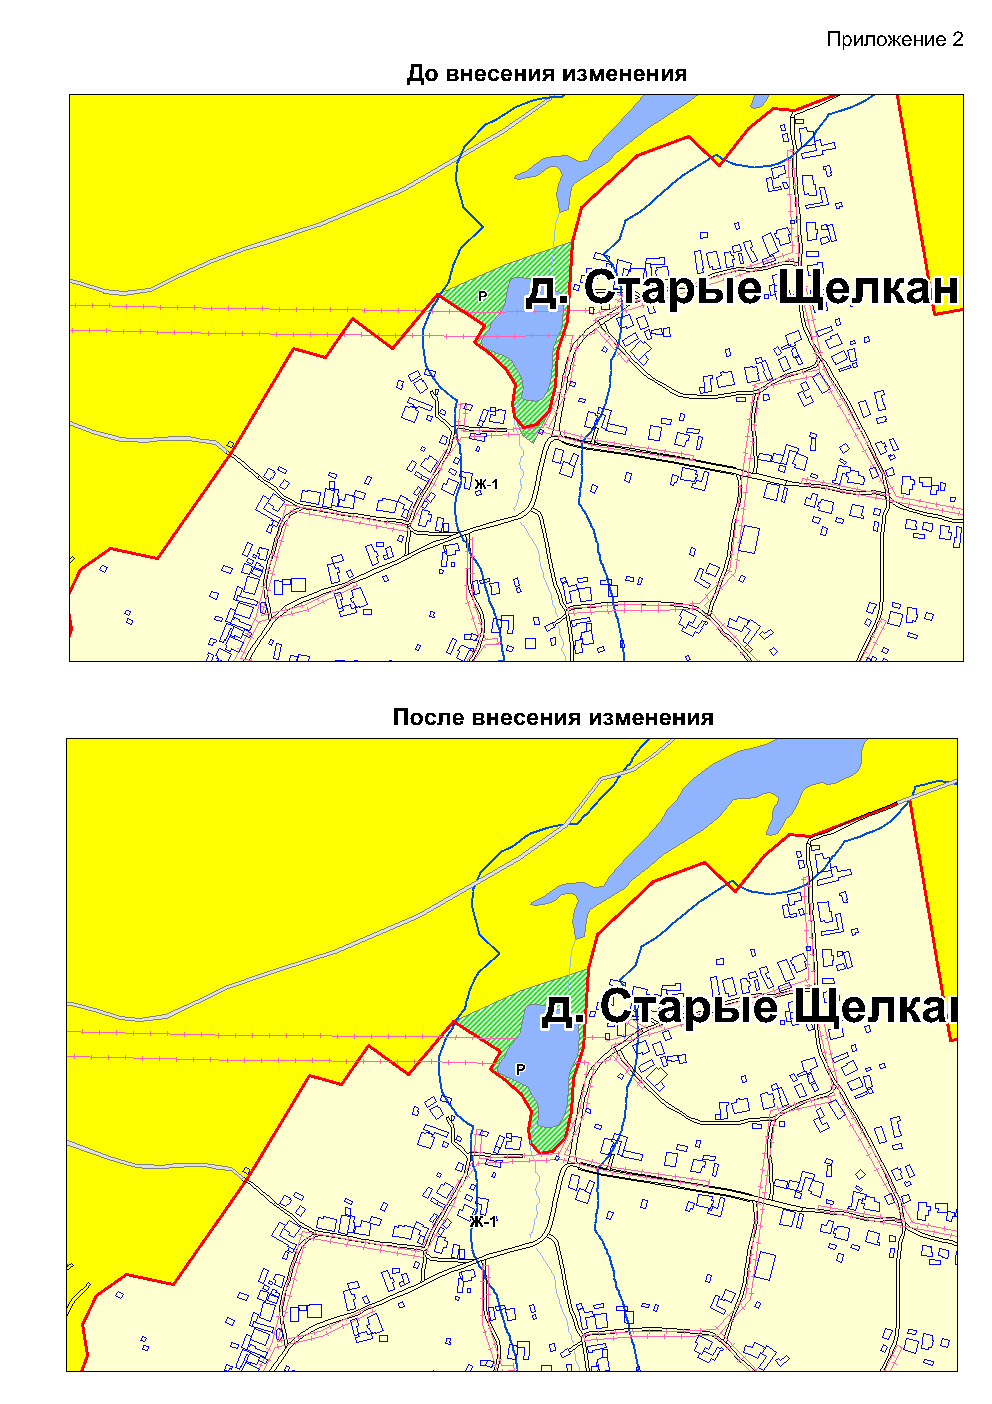 Приложение 2
До внесения изменения
Р
д. Старые Щелкан
Ж-1
После внесения изменения
д. Старые Щелкан
Р
Ж-1